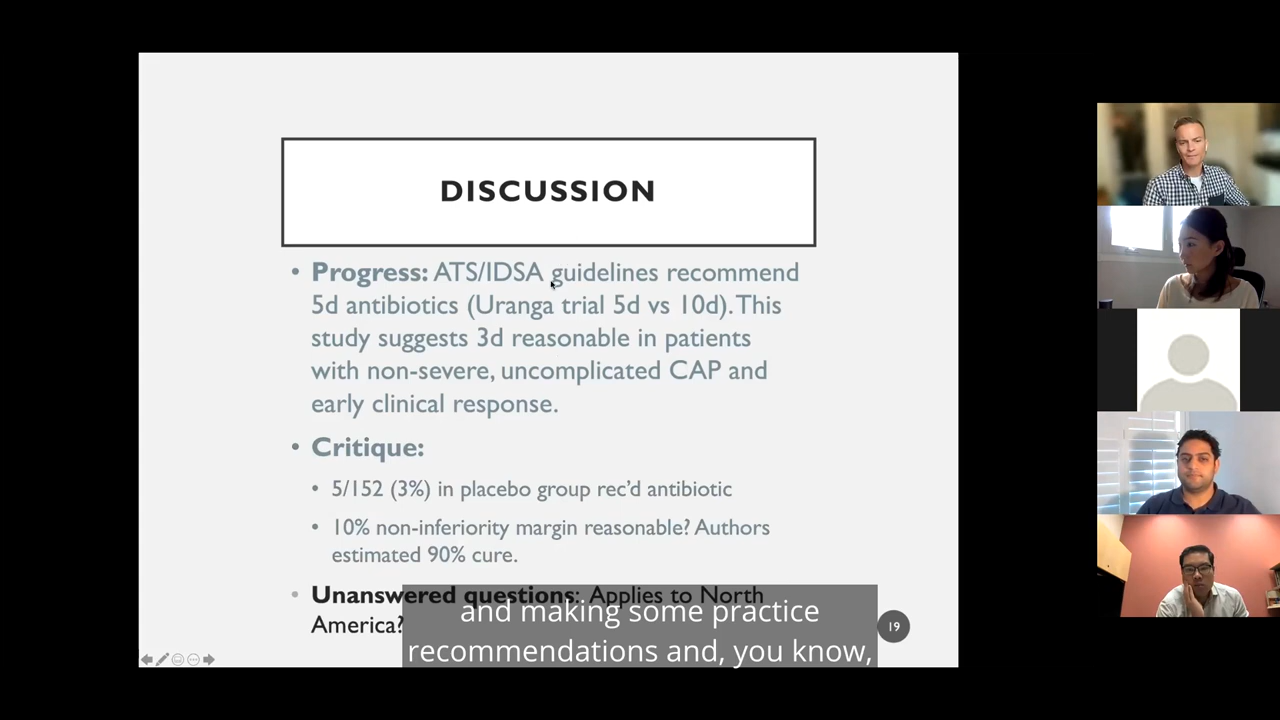 DISCUSSION
• Progress: ATS/IDSA guidelines recommend
5d antibiotics (Uranga trial 5d vs 10d). This
study suggests 3d reasonable in patients
with non-severe, uncomplicated CAP and
early clinical response.
• Critique:
• 5/152 (3%) in placebo group rec'd antibiotic
• 10% non-inferiority margin reasonable? Authors
estimated 90% cure.
• Unanswered questions: Applies to North
America?
19
and making some practice
recommendations and, you know,